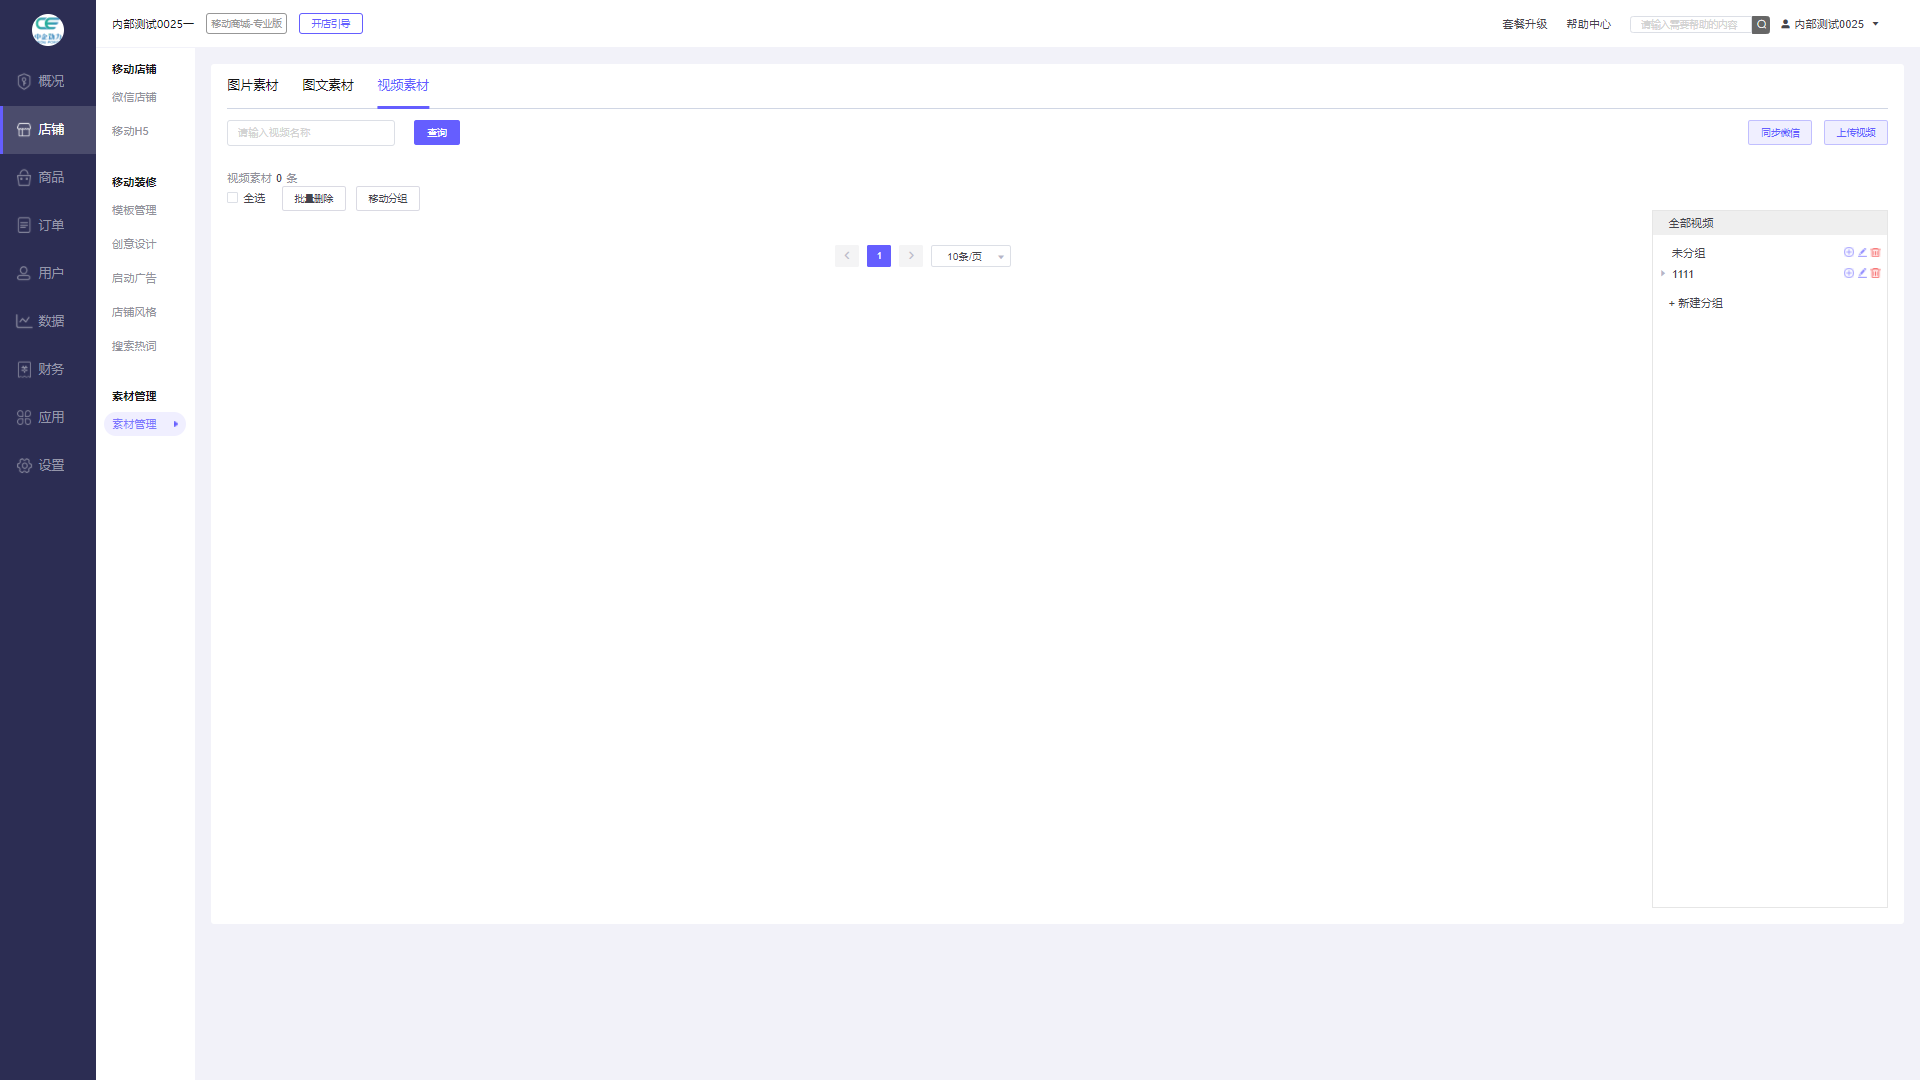 内部测试0025一 移动商城-专业版 开店引导
套餐升级 帮助中心 请输入需要帮助的内容 内部测试0025
概况
店铺
商品
订单
用户
数据
财务
应用
设置
移动店铺
微信店铺
移动H5
移动装修
模板管理
创意设计
启动广告
店铺风格
搜索热词
素材管理
素材管理
图片素材 图文素材 视频素材
请输入视频名称 查询 同步微信 上传视频
视频素材 0 条
全选 批量删除 移动分组
1 10条/页
全部视频
未分组
1111
+ 新建分组